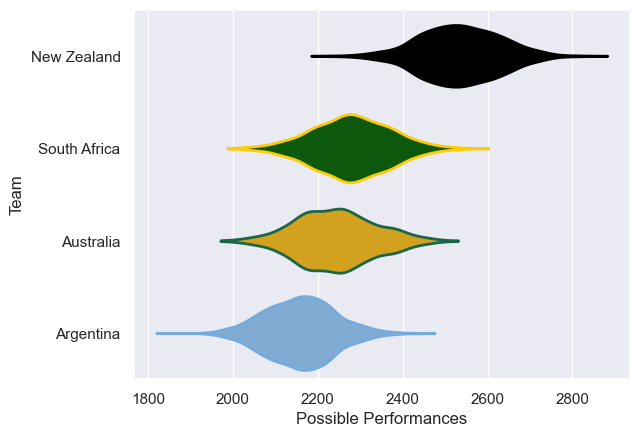 New Zealand
South Africa
Australia
Argentina
Team
1800 2000 2200 2400 2600 2800
Possible Performances